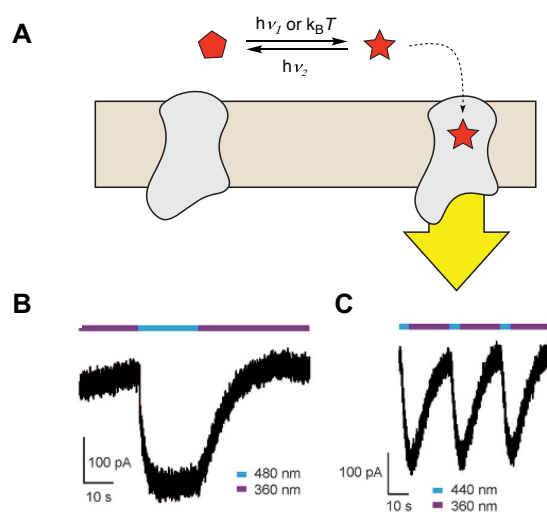 A
hν1 or kBT
hν2
B
C
100 pA
10 s
480 nm
360 nm
100 pA
10 s
440 nm
360 nm